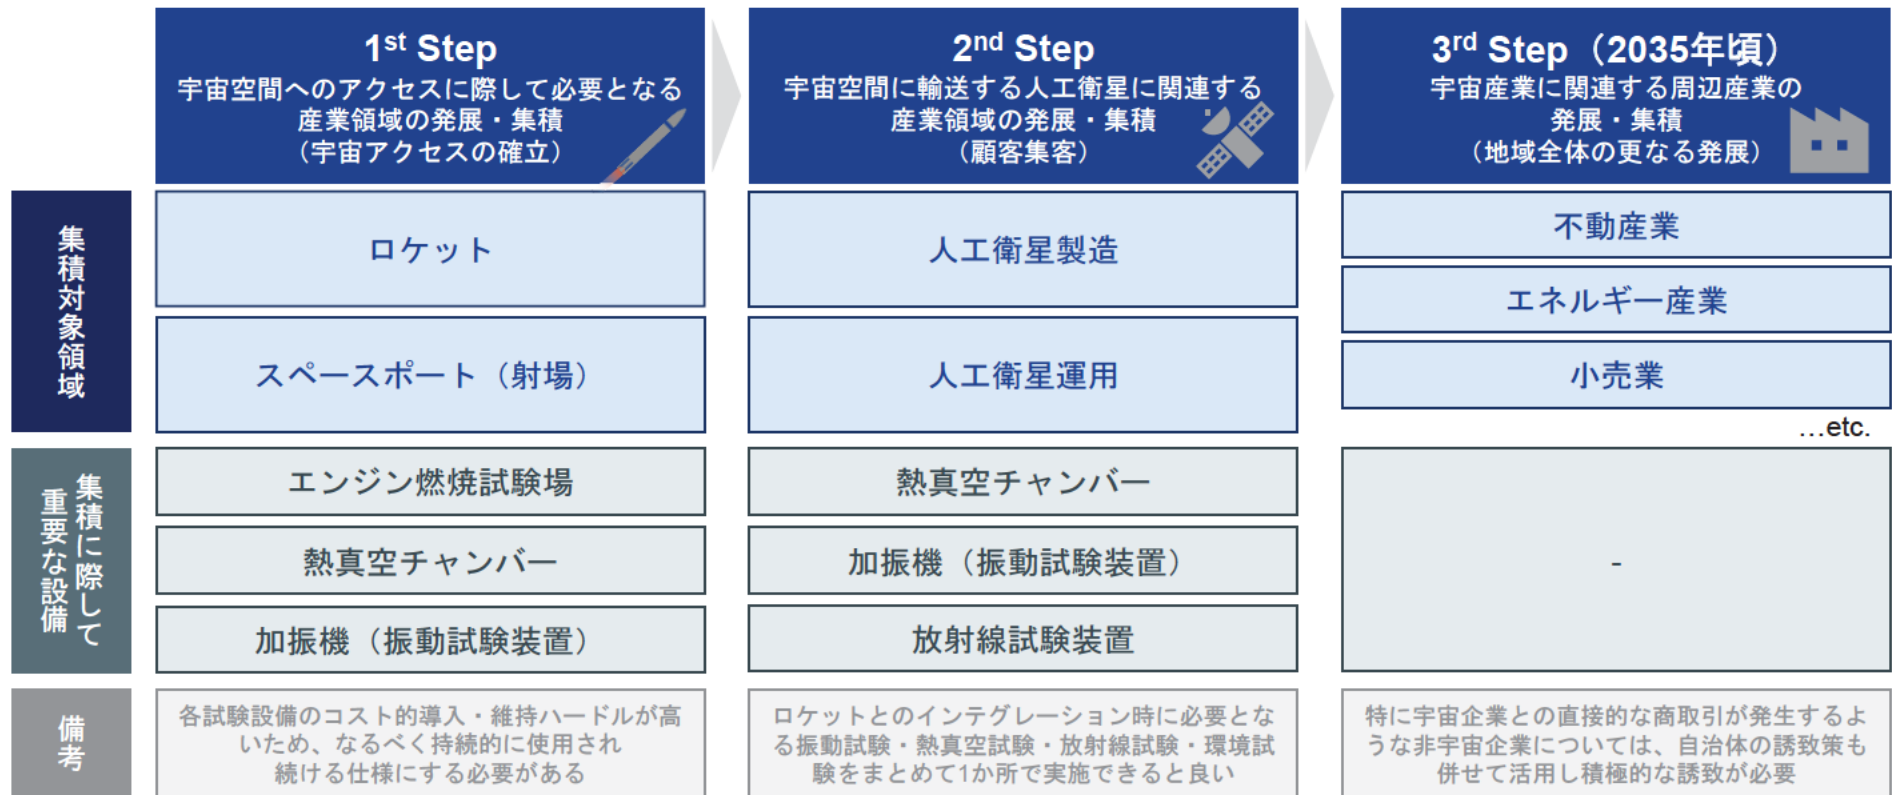 1st Step
宇宙空間へのアクセスに際して必要となる
産業領域の発展・集積
（宇宙アクセスの確立）
2nd Step
宇宙空間に輸送する人工衛星に関連する
産業領域の発展・集積
（顧客集客）
3rd Step（2035年頃）
宇宙産業に関連する周辺産業の
発展・集積
（地域全体の更なる発展）
集積対象領域
ロケット
スペースポート（射場）
人工衛星製造
人工衛星運用
不動産業
エネルギー産業
小売業
…etc.
集積に際して
重要な設備
エンジン燃焼試験場
熱真空チャンバー
加振機（振動試験装置）
熱真空チャンバー
加振機（振動試験装置）
放射線試験装置
-
備考
各試験設備のコスト的導入・維持ハードルが高
いため、なるべく持続的に使用され
続ける仕様にする必要がある
ロケットとのインテグレーション時に必要とな
る振動試験・熱真空試験・放射線試験・環境試
験をまとめて1か所で実施できると良い
特に宇宙企業との直接的な商取引が発生するよ
うな非宇宙企業については、自治体の誘致策も
併せて活用し積極的な誘致が必要